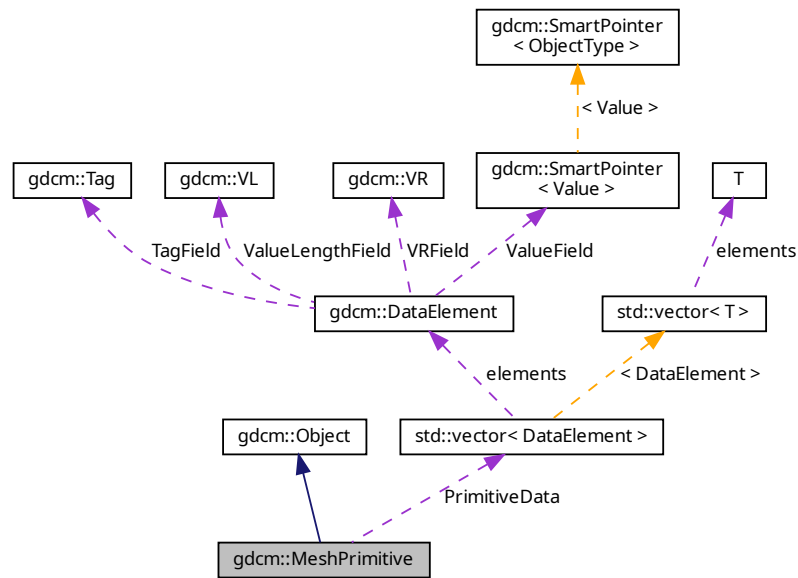 gdcm::SmartPointer
< ObjectType >
< Value >
gdcm::Tag
gdcm::VL
gdcm::VR
gdcm::SmartPointer
< Value >
T
TagField
ValueLengthField
VRField
ValueField
elements
gdcm::DataElement
std::vector< T >
elements
< DataElement >
gdcm::Object
std::vector< DataElement >
PrimitiveData
gdcm::MeshPrimitive